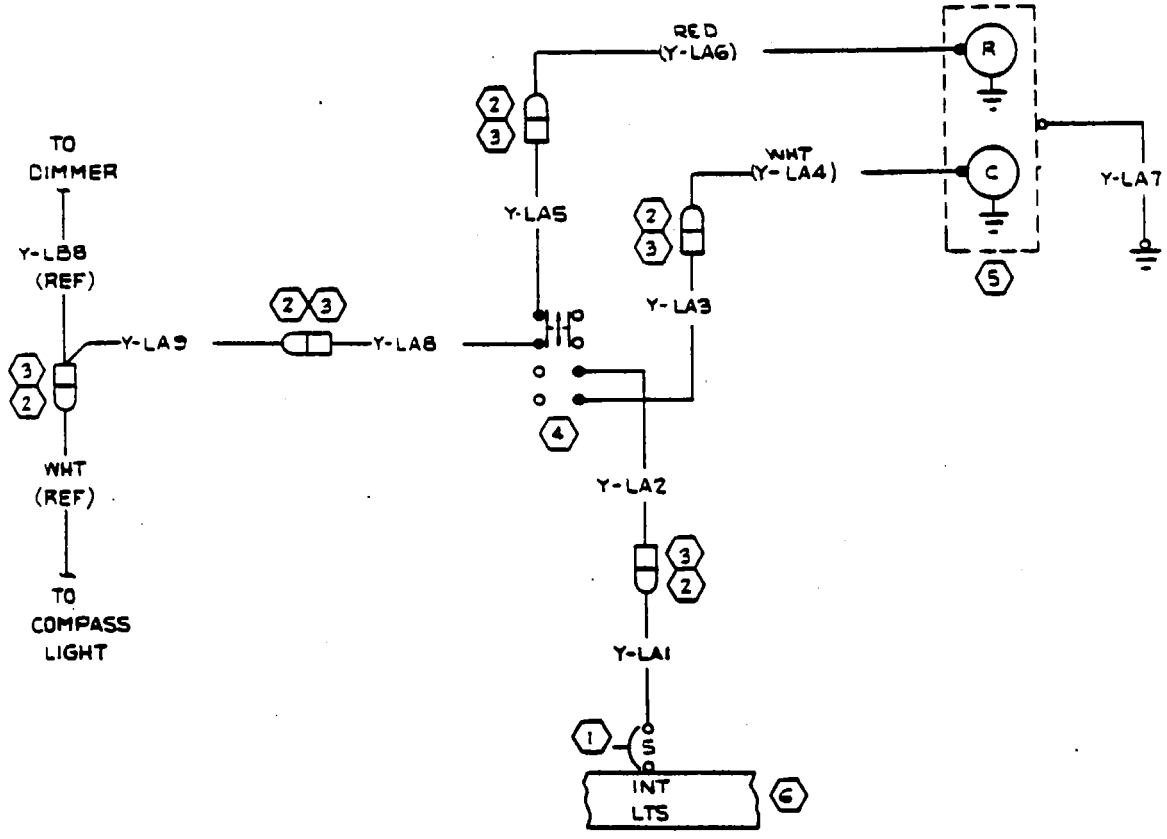 RED
(Y-LA6)
R
2
3
TO
DIMMER
WHT
(Y-LA4)
C
Y-LA7
Y-LA5
2
3
Y-LB8
(REF)
5
2 3
Y-LA3
Y-LA9
Y-LA8
3
2
4
WHT
(REF)
Y-LA2
3
2
TO
COMPASS
LIGHT
Y-LA1
1
5
INT
LTS
6